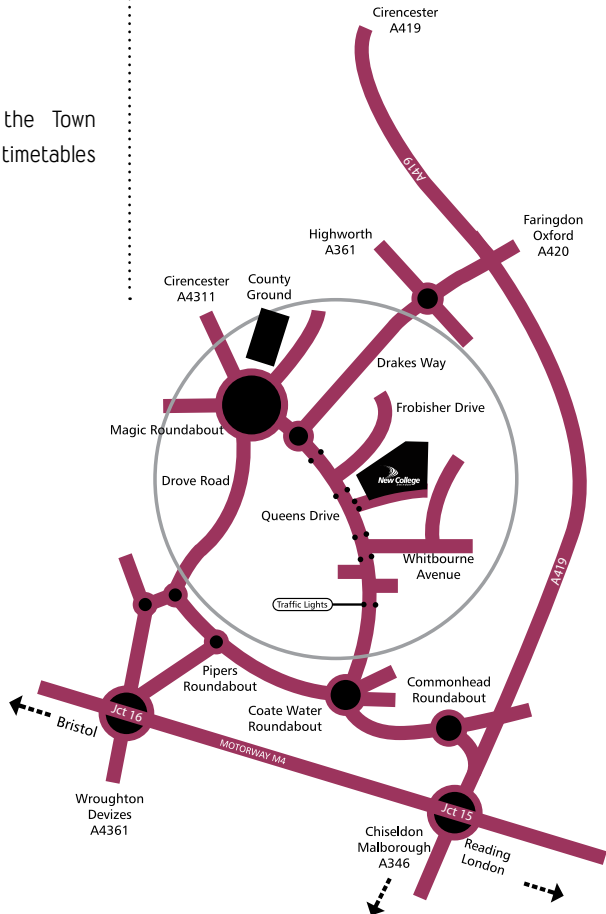 the Town
timetables
Cirencester
A419
A419
Faringdon
Oxford
A420
Highworth
A361
Cirencester
A4311
County
Ground
Drakes Way
Frobisher Drive
Magic Roundabout
New College
Drove Road
Queens Drive
Whitbourne
Avenue
A419
Traffic Lights
Pipers
Roundabout
Commonhead
Roundabout
Coate Water
Roundabout
Jct 16
Bristol
MOTORWAY M4
Wroughton
Devizes
A4361
Jct 15
Chiseldon
Malborough
A346
Reading
London